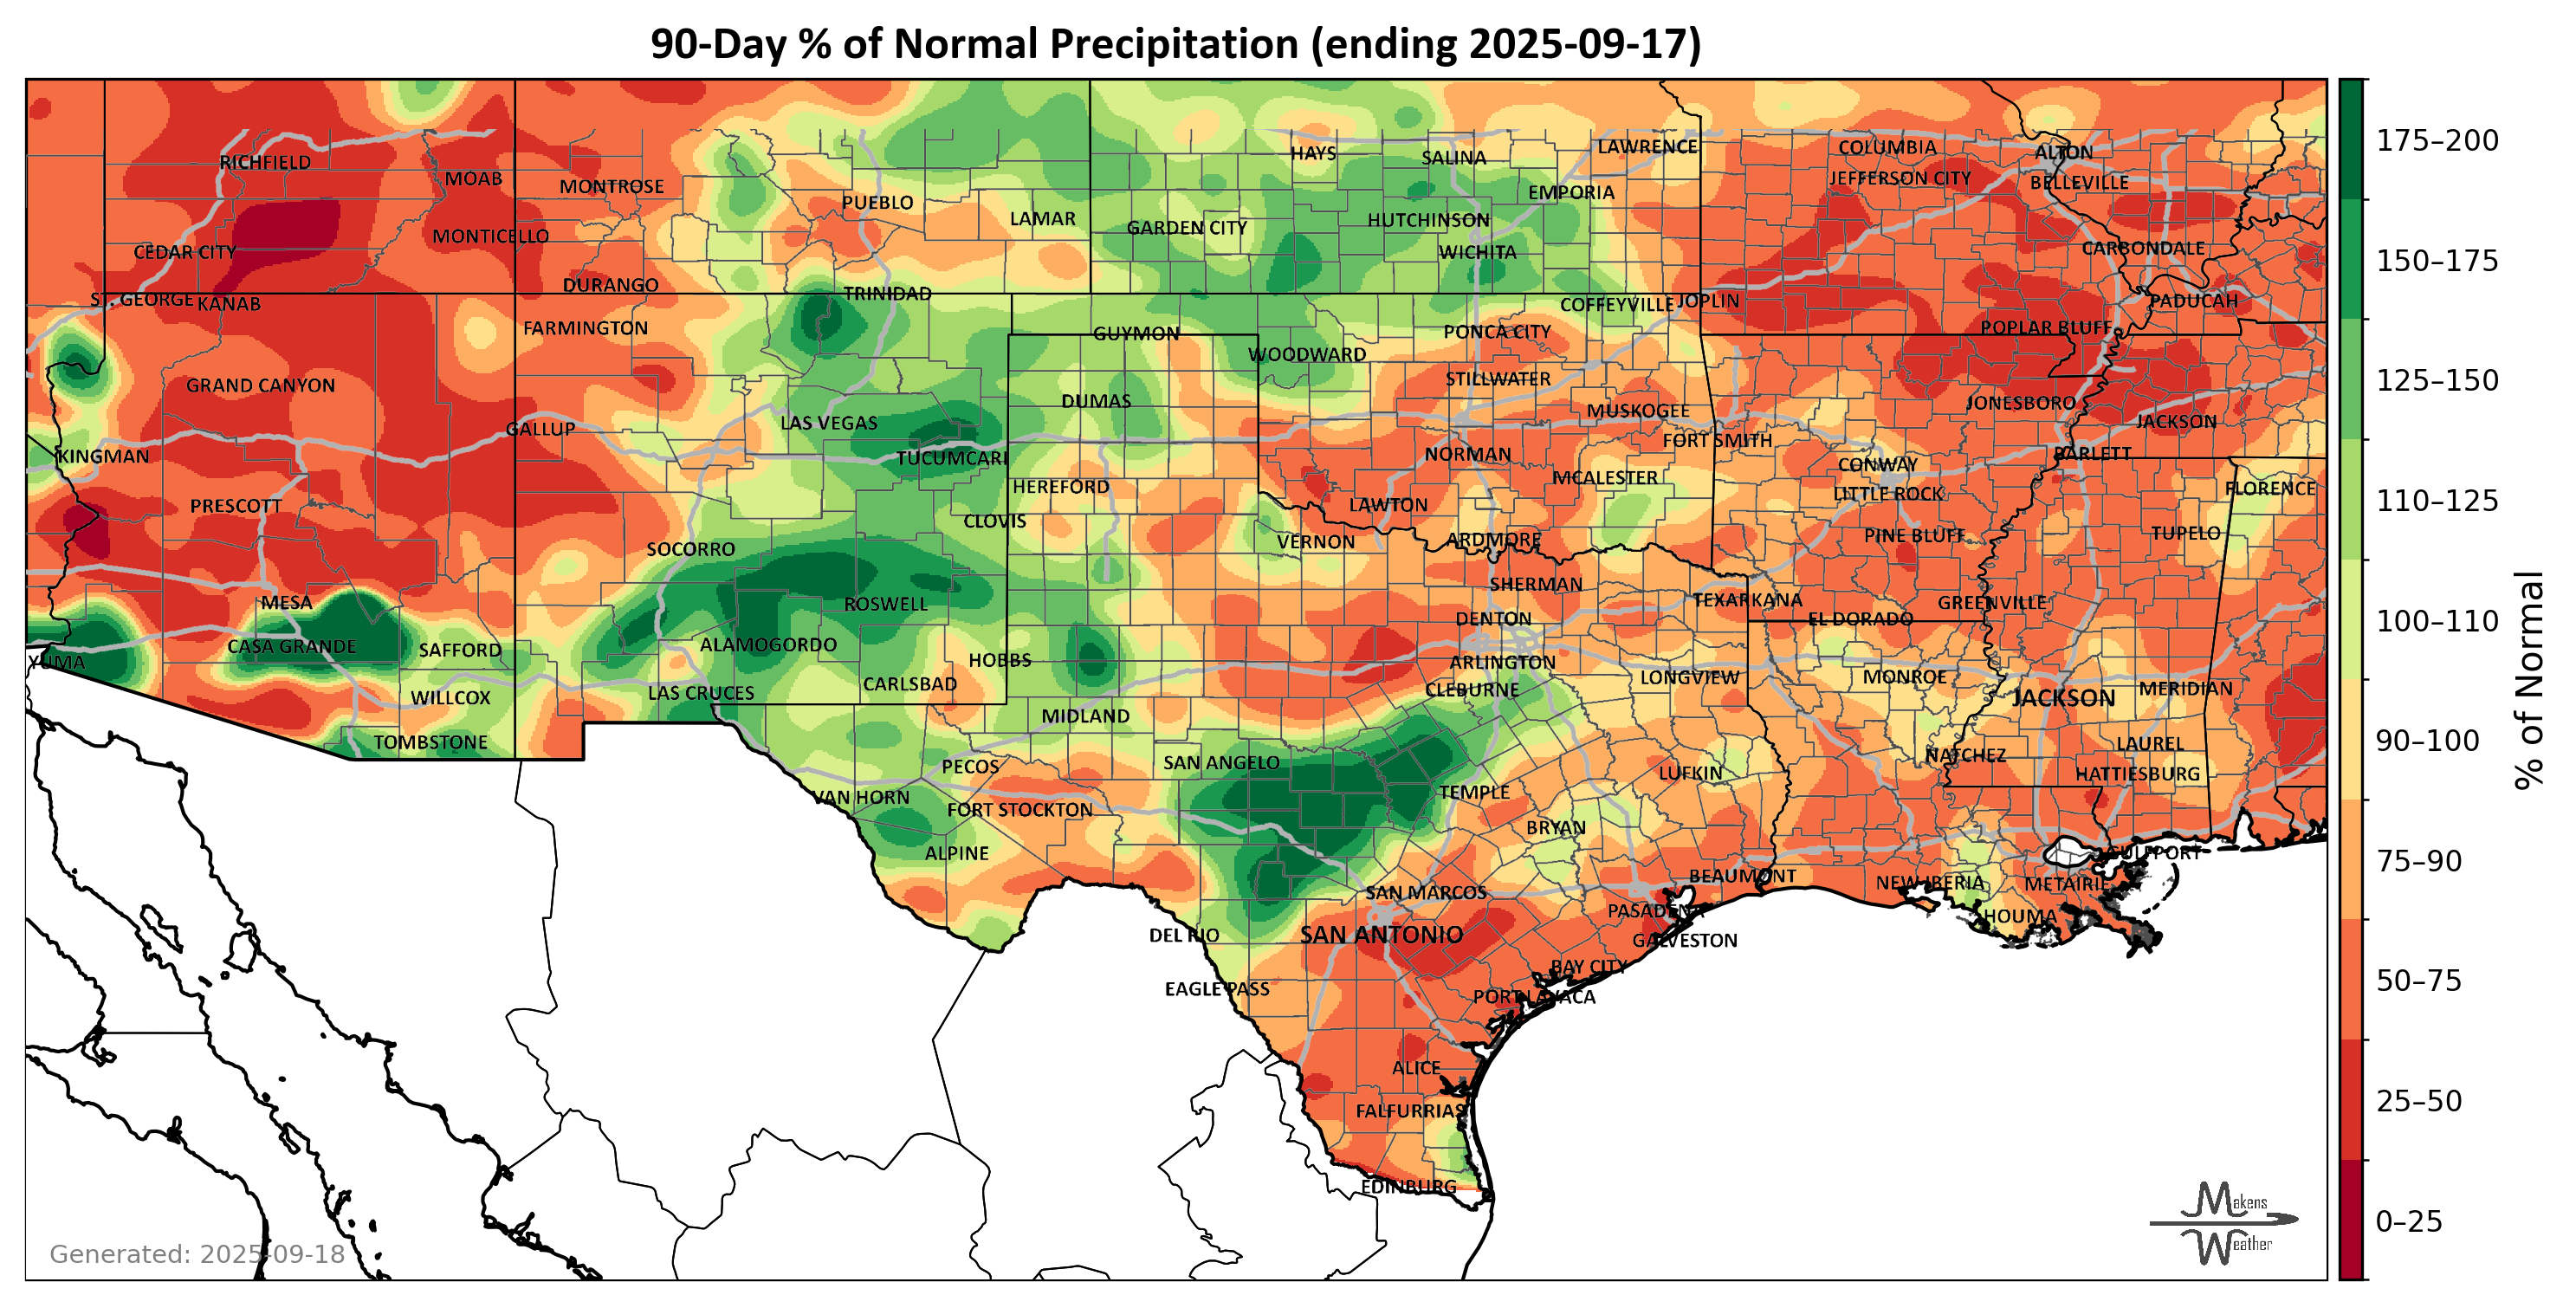 90-Day % of Normal Precipitation (ending 2025-09-17)
RICHFIELD
MOAB
MONTROSE
PUEBLO
LAMAR
HAYS
SALINA
LAWRENCE
COLUMBIA
ALTON
JEFFERSON CITY
BELLEVILLE
EMPORIA
GARDEN CITY
HUTCHINSON
WICHITA
CEDAR CITY
MONTICELLO
CARBONDALE
DURANGO
TRINIDAD
ST. GEORGE
KANAB
COFFEYVILLE
JOPLIN
PADUCAH
FARMINGTON
GUYMON
PONCA CITY
POPLAR BLUFF
WOODWARD
GRAND CANYON
STILLWATER
DUMAS
MUSKOGEE
JONESBORO
JACKSON
GALLUP
LAS VEGAS
FORT SMITH
KINGMAN
TUCUMCARI
NORMAN
BARLETT
CONWAY
MCALESTER
HEREFORD
LITTLE ROCK
FLORENCE
PRESCOTT
LAWTON
CLOVIS
VERNON
ARDMORE
PINE BLUFF
TUPELO
SOCORRO
SHERMAN
MESA
ROSWELL
TEXARKANA
GREENVILLE
DENTON
EL DORADO
CASA GRANDE
SAFFORD
ALAMOGORDO
YUMA
HOBBS
ARLINGTON
LONGVIEW
MONROE
WILLCOX
LAS CRUCES
CARLSBAD
CLEBURNE
JACKSON
MERIDIAN
MIDLAND
TOMBSTONE
LAUREL
PECOS
SAN ANGELO
NATCHEZ
LUFKIN
HATTIESBURG
VAN HORN
FORT STOCKTON
TEMPLE
BRYAN
ALPINE
GULFPORT
BEAUMONT
SAN MARCOS
NEW IBERIA
METAIRIE
PASADENA
HOUMA
DEL RIO
SAN ANTONIO
GALVESTON
BAY CITY
EAGLE PASS
PORT LAVACA
ALICE
FALFURRIAS
EDINBURG
175–200
150–175
125–150
110–125
100–110
90–100
75–90
50–75
25–50
0–25
% of Normal
Generated: 2025-09-18
Makens
Weather